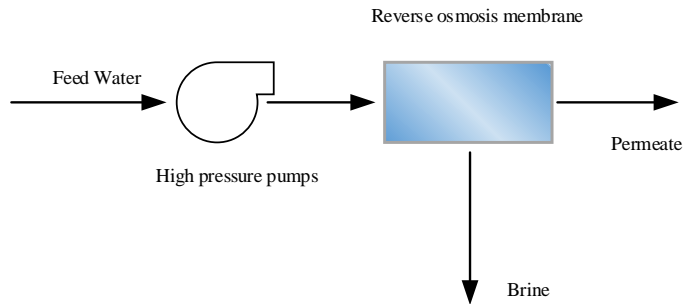 Reverse osmosis membrane
Feed Water
Permeate
High pressure pumps
Brine